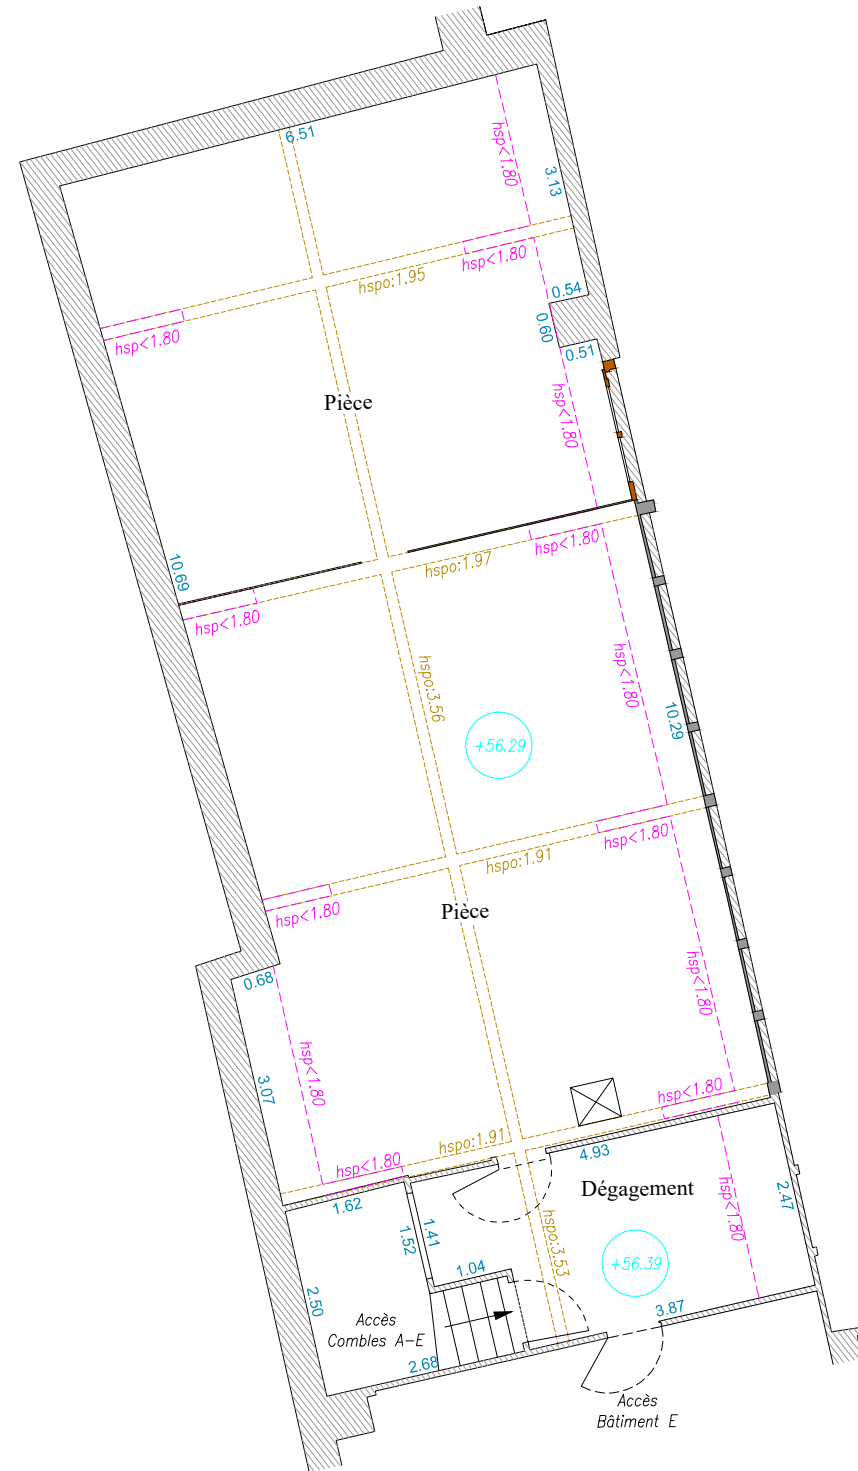 6.51
hsp<1.80
3.13
hspo:1.95
hsp<1.80
0.54
0.60
0.51
hsp<1.80
Pièce
hsp<1.80
10.69
hspo:1.97
hsp<1.80
hsp<1.80
hspo:3.56
hsp<1.80
10.29
+56.29
hspo:1.91
hsp<1.80
Pièce
hsp<1.80
0.68
hsp<1.80
3.07
hsp<1.80
hsp<1.80
hspo:1.91
hsp<1.80
4.93
1.62
Dégagement
hsp<1.80
2.47
1.41
1.52
hspo:3.53
1.04
+56.39
2.50
3.87
Accès
Combles A-E
2.68
Accès
Bâtiment E